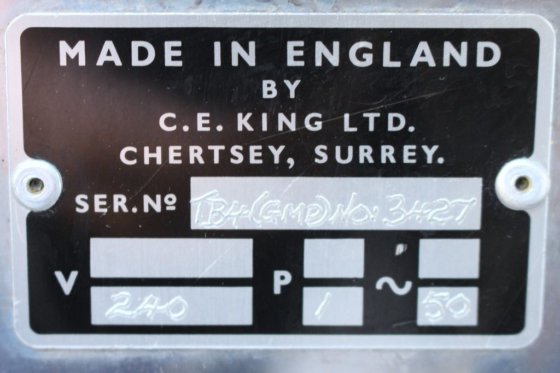 MADE IN ENGLAND
BY
C.E. KING LTD.
CHERTSEY, SURREY.
SER.Nº TB4-(GMD)NO: 3427
V 240 P 1 ~ 50